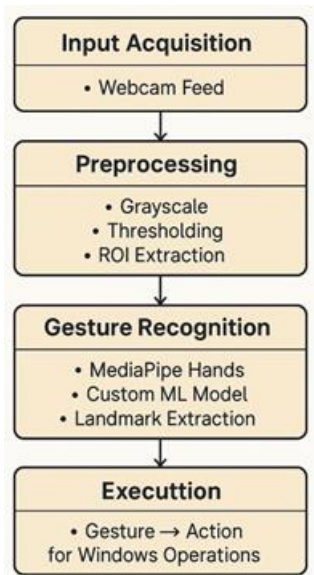 Input Acquisition
• Webcam Feed
Preprocessing
• Grayscale
• Thresholding
• ROI Extraction
Gesture Recognition
• MediaPipe Hands
• Custom ML Model
• Landmark Extraction
Executtion
• Gesture → Action
for Windows Operations